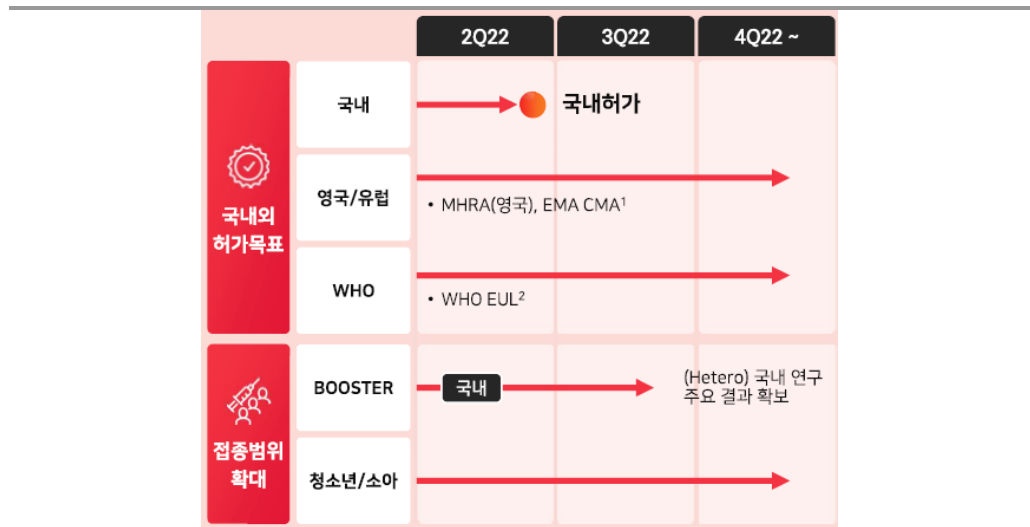 2Q22
3Q22
4Q22 ~
국내외
허가목표
국내
국내허가
영국/유럽
• MHRA(영국), EMA CMA¹
WHO
• WHO EUL²
접종범위
확대
BOOSTER
국내
(Hetero) 국내 연구
주요 결과 확보
청소년/소아